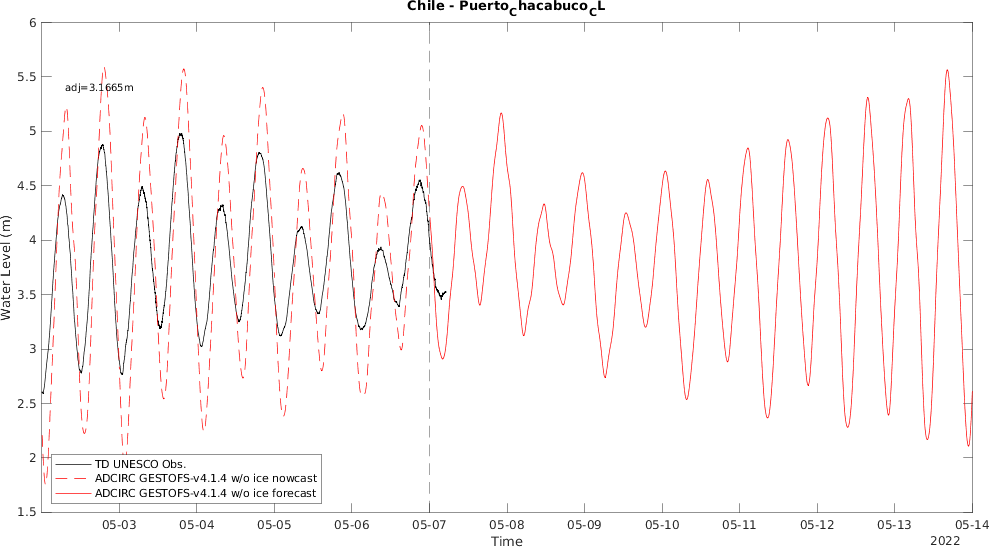 Chile - PuertoChacabucoCL
6
5.5
adj=3.1665m
5
4.5
4
3.5
3
2.5
2
1.5
Water Level (m)
TD UNESCO Obs.
ADCIRC GESTOFS-v4.1.4 w/o ice nowcast
ADCIRC GESTOFS-v4.1.4 w/o ice forecast
05-03 05-04 05-05 05-06 05-07 05-08 05-09 05-10 05-11 05-12 05-13 05-14
Time
2022